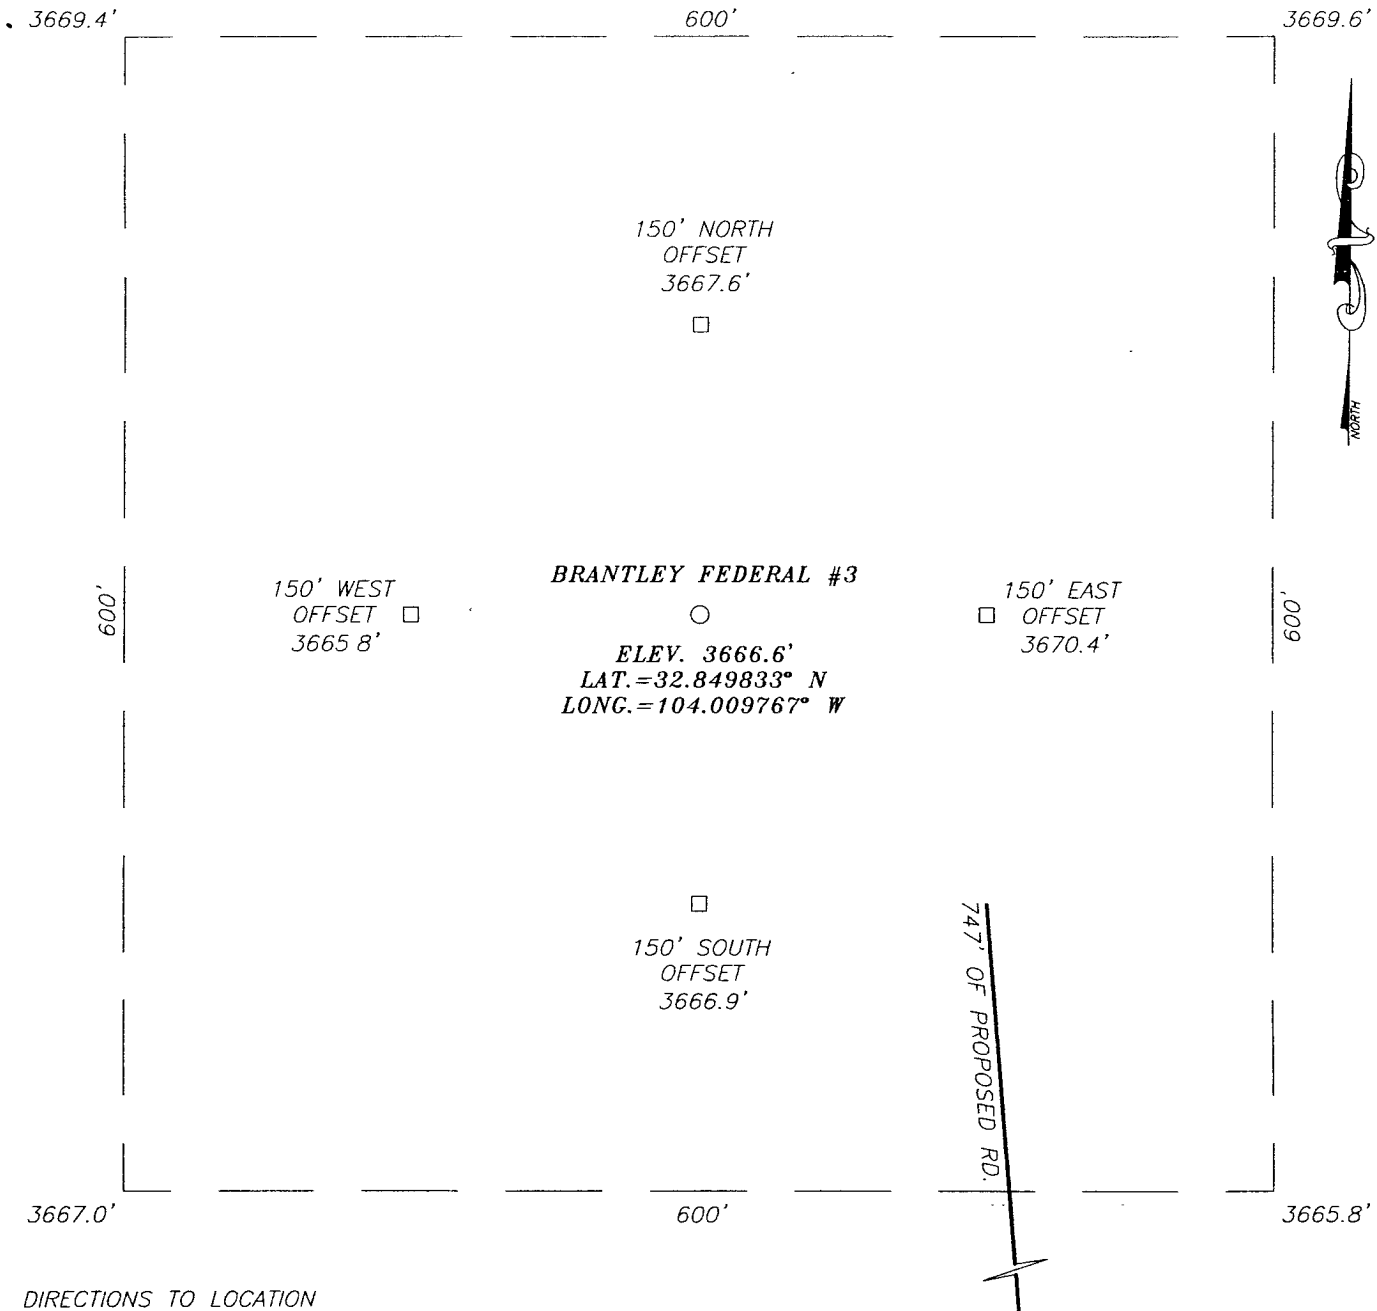 3669.4' 600' 3669.6'
150' NORTH
OFFSET
3667.6'
NORTH
600'
150' WEST
OFFSET
3665 8'
BRANTLEY FEDERAL #3
ELEV. 3666.6'
LAT.=32.849833° N
LONG.=104.009767° W
150' EAST
OFFSET
3670.4'
600'
150' SOUTH
OFFSET
3666.9'
747' OF PROPOSED RD.
3667.0' 600' 3665.8'
DIRECTIONS TO LOCATION